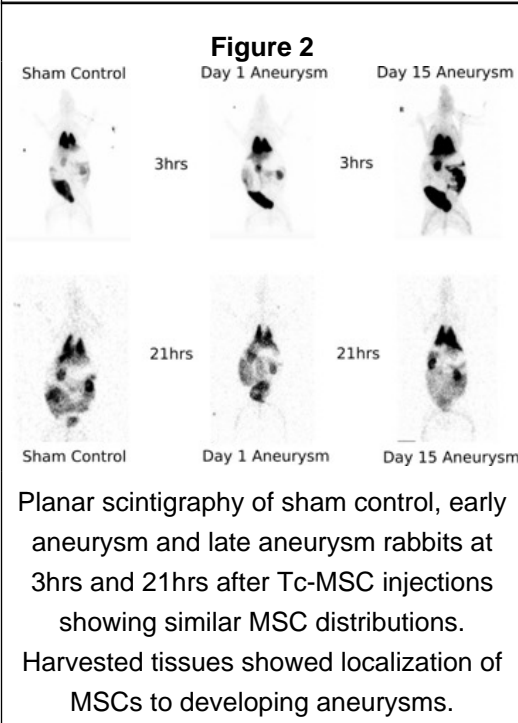 Figure 2
Sham Control Day 1 Aneurysm Day 15 Aneurysm
3hrs 3hrs
21hrs 21hrs
Sham Control Day 1 Aneurysm Day 15 Aneurysm
Planar scintigraphy of sham control, early
aneurysm and late aneurysm rabbits at
3hrs and 21hrs after Tc-MSC injections
showing similar MSC distributions.
Harvested tissues showed localization of
MSCs to developing aneurysms.